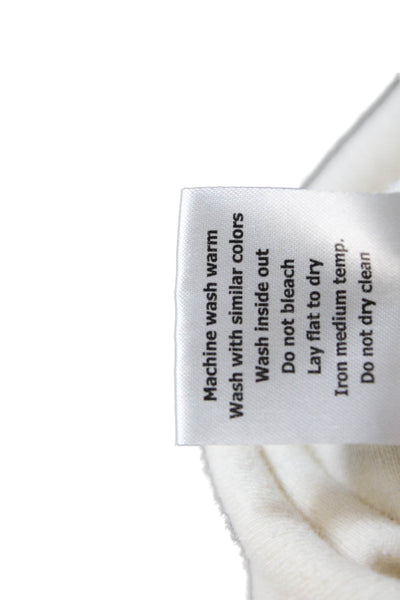 Machine wash warm
Wash with similar colors
Wash inside out
Do not bleach
Lay flat to dry
Iron medium temp.
Do not dry clean